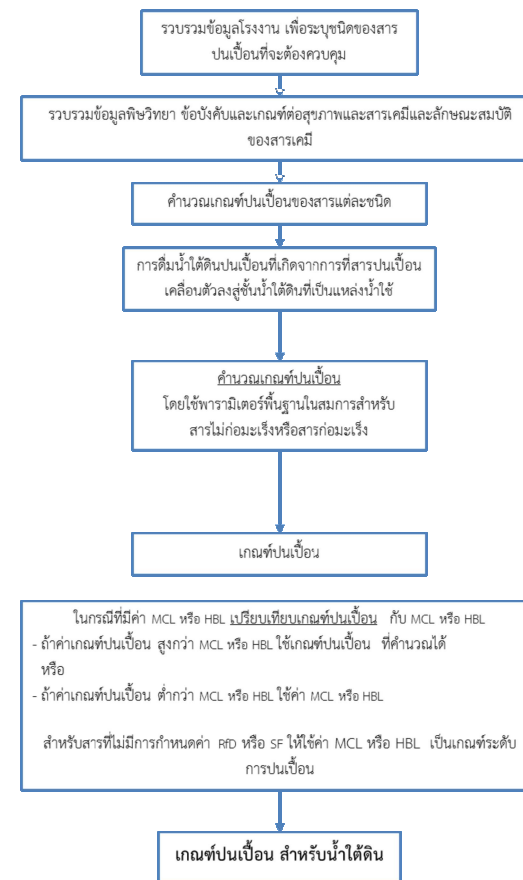 รวบรวมข้อมูลโรงงาน เพื่อระบุชนิดของสาร
ปนเปื้อนที่จะต้องควบคุม
รวบรวมข้อมูลพิษวิทยา ข้อบังคับและเกณฑ์ต่อสุขภาพและสารเคมีและลักษณะสมบัติ
ของสารเคมี
คำนวณเกณฑ์ปนเปื้อนของสารแต่ละชนิด
การดื่มน้ำใต้ดินปนเปื้อนที่เกิดจากการที่สารปนเปื้อน
เคลื่อนตัวลงสู่ชั้นน้ำใต้ดินที่เป็นแหล่งน้ำใช้
คำนวณเกณฑ์ปนเปื้อน
โดยใช้พารามิเตอร์พื้นฐานในสมการสำหรับ
สารไม่ก่อมะเร็งหรือสารก่อมะเร็ง
เกณฑ์ปนเปื้อน
ในกรณีที่มีค่า MCL หรือ HBL เปรียบเทียบเกณฑ์ปนเปื้อน กับ MCL หรือ HBL
- ถ้าค่าเกณฑ์ปนเปื้อน สูงกว่า MCL หรือ HBL ใช้เกณฑ์ปนเปื้อน ที่คำนวณได้
หรือ
- ถ้าค่าเกณฑ์ปนเปื้อน ต่ำกว่า MCL หรือ HBL ใช้ค่า MCL หรือ HBL
สำหรับสารที่ไม่มีการกำหนดค่า RfD หรือ SF ให้ใช้ค่า MCL หรือ HBL เป็นเกณฑ์ระดับ
การปนเปื้อน
เกณฑ์ปนเปื้อน สำหรับน้ำใต้ดิน